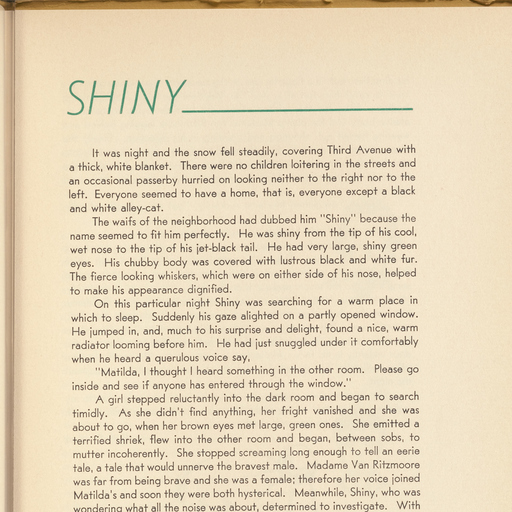 SHINY
It was night and the snow fell steadily, covering Third Avenue with
a thick, white blanket. There were no children loitering in the streets and
an occasional passerby hurried on looking neither to the right nor to the
left. Everyone seemed to have a home, that is, everyone except a black
and white alley-cat.
The waifs of the neighborhood had dubbed him "Shiny" because the
name seemed to fit him perfectly. He was shiny from the tip of his cool,
wet nose to the tip of his jet-black tail. He had very large, shiny green
eyes. His chubby body was covered with lustrous black and white fur.
The fierce looking whiskers, which were on either side of his nose, helped
to make his appearance dignified.
On this particular night Shiny was searching for a warm place in
which to sleep. Suddenly his gaze alighted on a partly opened window.
He jumped in, and, much to his surprise and delight, found a nice, warm
radiator looming before him. He had just snuggled under it comfortably
when he heard a querulous voice say,
"Matilda, I thought I heard something in the other room. Please go
inside and see if anyone has entered through the window."
A girl stepped reluctantly into the dark room and began to search
timidly. As she didn't find anything, her fright vanished and she was
about to go, when her brown eyes met large, green ones. She emitted a
terrified shriek, flew into the other room and began, between sobs, to
mutter incoherently. She stopped screaming long enough to tell an eerie
tale, a tale that would unnerve the bravest male. Madame Van Ritzmoore
was far from being brave and she was a female; therefore her voice joined
Matilda's and soon they were both hysterical. Meanwhile, Shiny, who was
wondering what all the noise was about, determined to investigate. With